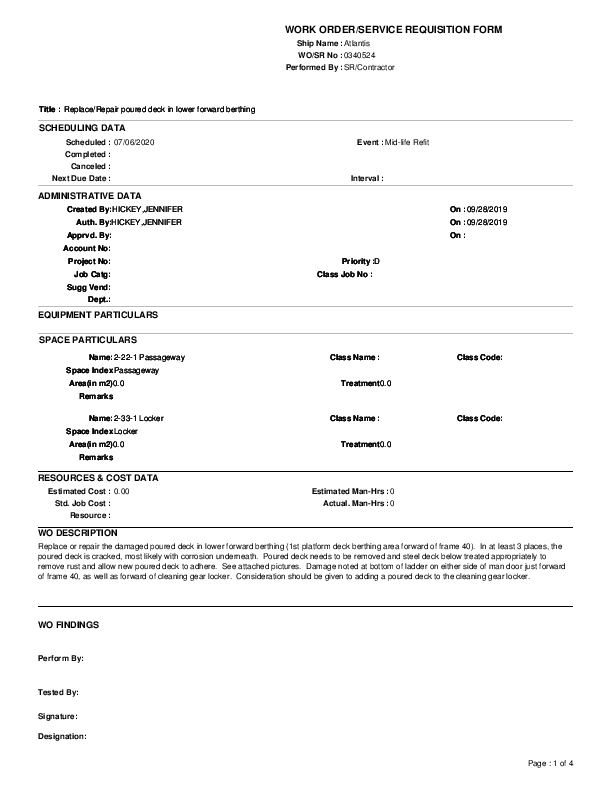 WORK ORDER/SERVICE REQUISITION FORM
Ship Name : Atlantis
WO/SR No : 0340524
Performed By : SR/Contractor
Title : Replace/Repair poured deck in lower forward berthing
SCHEDULING DATA
Scheduled : 07/06/2020 Event : Mid-life Refit
Completed :
Canceled :
Next Due Date : Interval :
ADMINISTRATIVE DATA
Created By: HICKEY,JENNIFER On : 09/28/2019
Auth. By: HICKEY,JENNIFER On : 09/28/2019
Apprvd. By: On :
Account No:
Project No: Priority :D
Job Catg: Class Job No :
Sugg Vend:
Dept.:
EQUIPMENT PARTICULARS
SPACE PARTICULARS
Name: 2-22-1 Passageway Class Name : Class Code:
Space Index Passageway
Area(in m2) 0.0 Treatment 0.0
Remarks
Name: 2-33-1 Locker Class Name : Class Code:
Space Index Locker
Area(in m2) 0.0 Treatment 0.0
Remarks
RESOURCES & COST DATA
Estimated Cost : 0.00 Estimated Man-Hrs : 0
Std. Job Cost : Actual. Man-Hrs : 0
Resource :
WO DESCRIPTION
Replace or repair the damaged poured deck in lower forward berthing (1st platform deck berthing area forward of frame 40). In at least 3 places, the
poured deck is cracked, most likely with corrosion underneath. Poured deck needs to be removed and steel deck below treated appropriately to
remove rust and allow new poured deck to adhere. See attached pictures. Damage noted at bottom of ladder on either side of man door just forward
of frame 40, as well as forward of cleaning gear locker. Consideration should be given to adding a poured deck to the cleaning gear locker.
WO FINDINGS
Perform By:
Tested By:
Signature:
Designation:
Page : 1 of 4